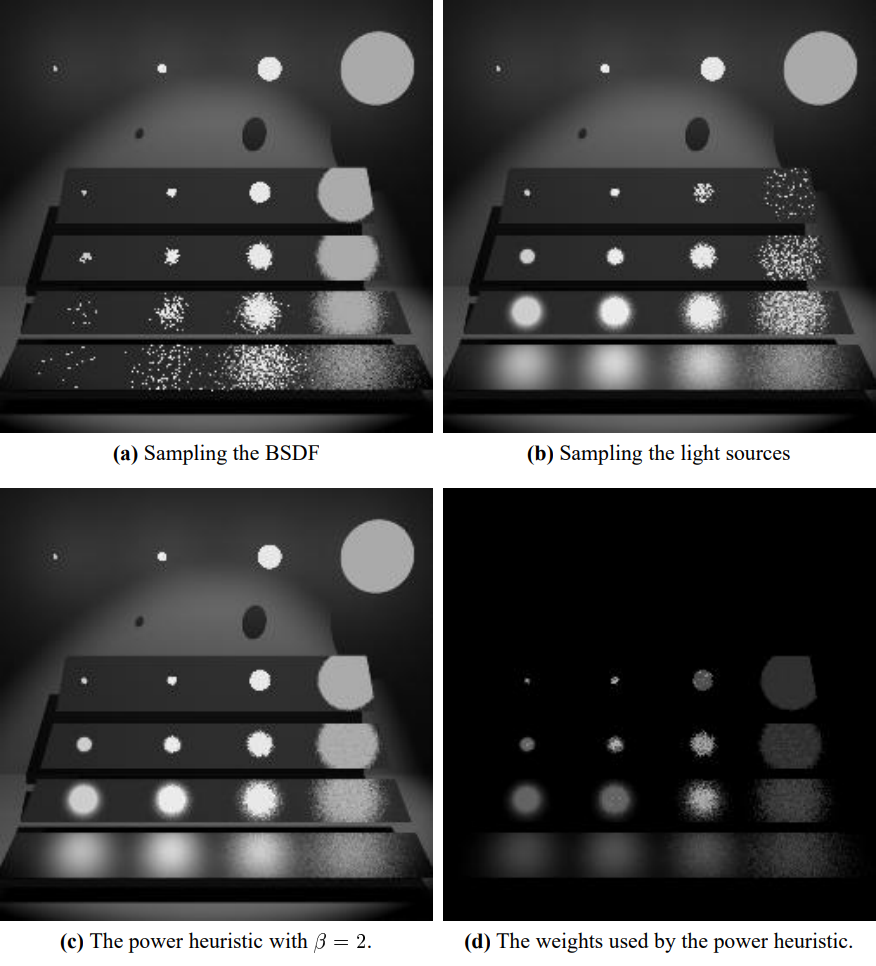 (a) Sampling the BSDF
(b) Sampling the light sources
(c) The power heuristic with β = 2.
(d) The weights used by the power heuristic.